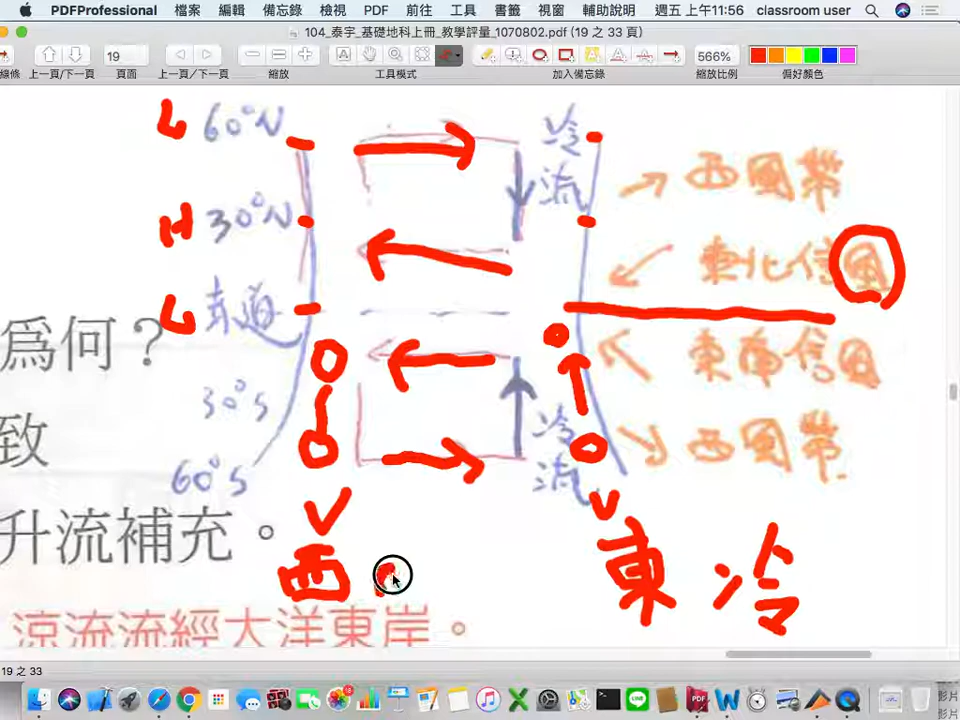 PDFProfessional 檔案 編輯 備忘錄 檢視 PDF 前往 工具 書籤 視窗 輔助說明 週五 上午11:56 classroom user
104_泰宇_基礎地科上冊_教學評量_1070802.pdf (19 之 33 頁)
19 566%
線條 上一頁/下一頁 頁面 上一頁/下一頁 縮放 工具模式 加入備忘錄 縮放比例 偏好顏色
L 60°N 冷流 西風帶
H 30°N 東北信風
L 赤道
為何？ 東南信風
30°S 冷流 西風帶
致
60°S
升流補充。
西 東 冷
涼流流經大洋東岸。
19 之 33